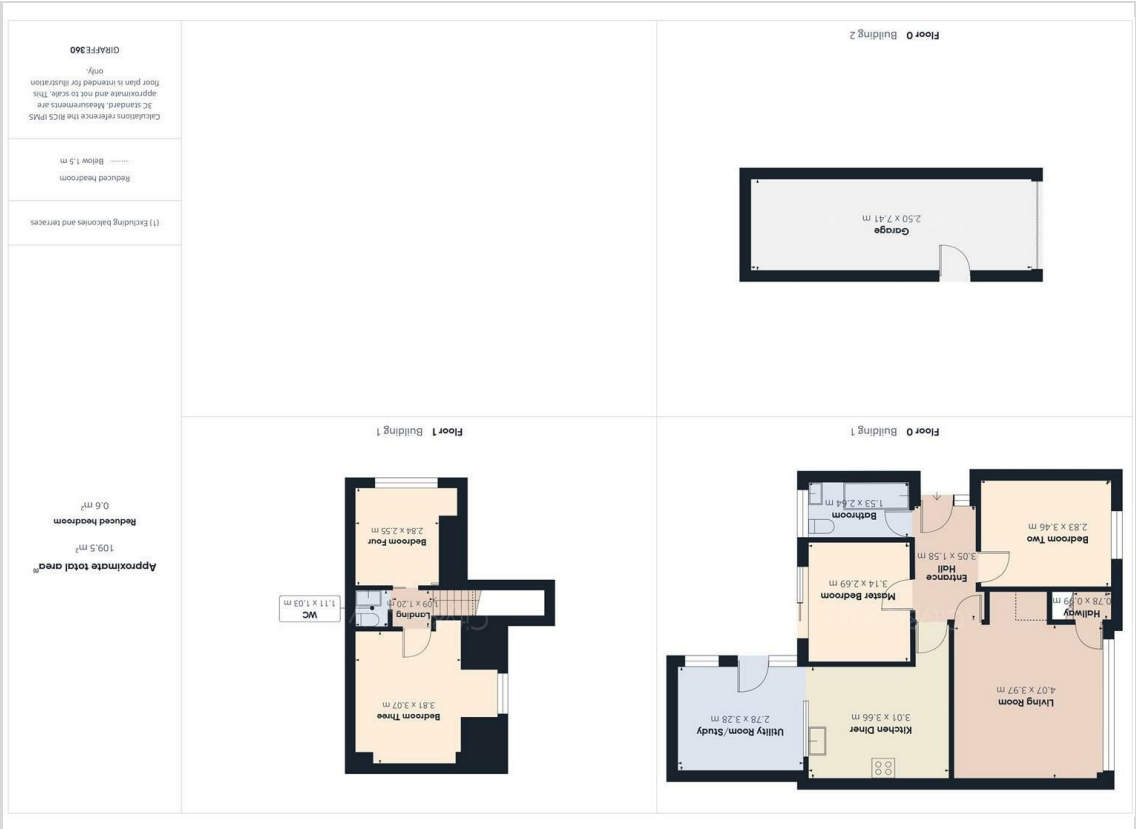 Living Room
4.07 x 3.97 m
Kitchen Diner
3.01 x 3.66 m
Utility Room/Study
2.78 x 3.28 m
Hallway
0.78 x 0.99 m
Master Bedroom
3.14 x 2.69 m
Entrance
Hall
3.05 x 1.58 m
Bedroom Two
2.83 x 3.46 m
Bathroom
1.53 x 2.64 m
Floor 0 Building 1
Bedroom Three
3.81 x 3.07 m
Landing
1.09 x 1.20 m
WC
1.11 x 1.03 m
Bedroom Four
2.84 x 2.55 m
Floor 1 Building 1
Garage
2.50 x 7.41 m
Floor 0 Building 2
Approximate total area(1)
109.5 m²
Reduced headroom
0.6 m²
(1) Excluding balconies and terraces
Reduced headroom
Below 1.5 m
Calculations reference the RICS IPMS
3C standard. Measurements are
approximate and not to scale. This
floor plan is intended for illustration
only.
GIRAFFE360